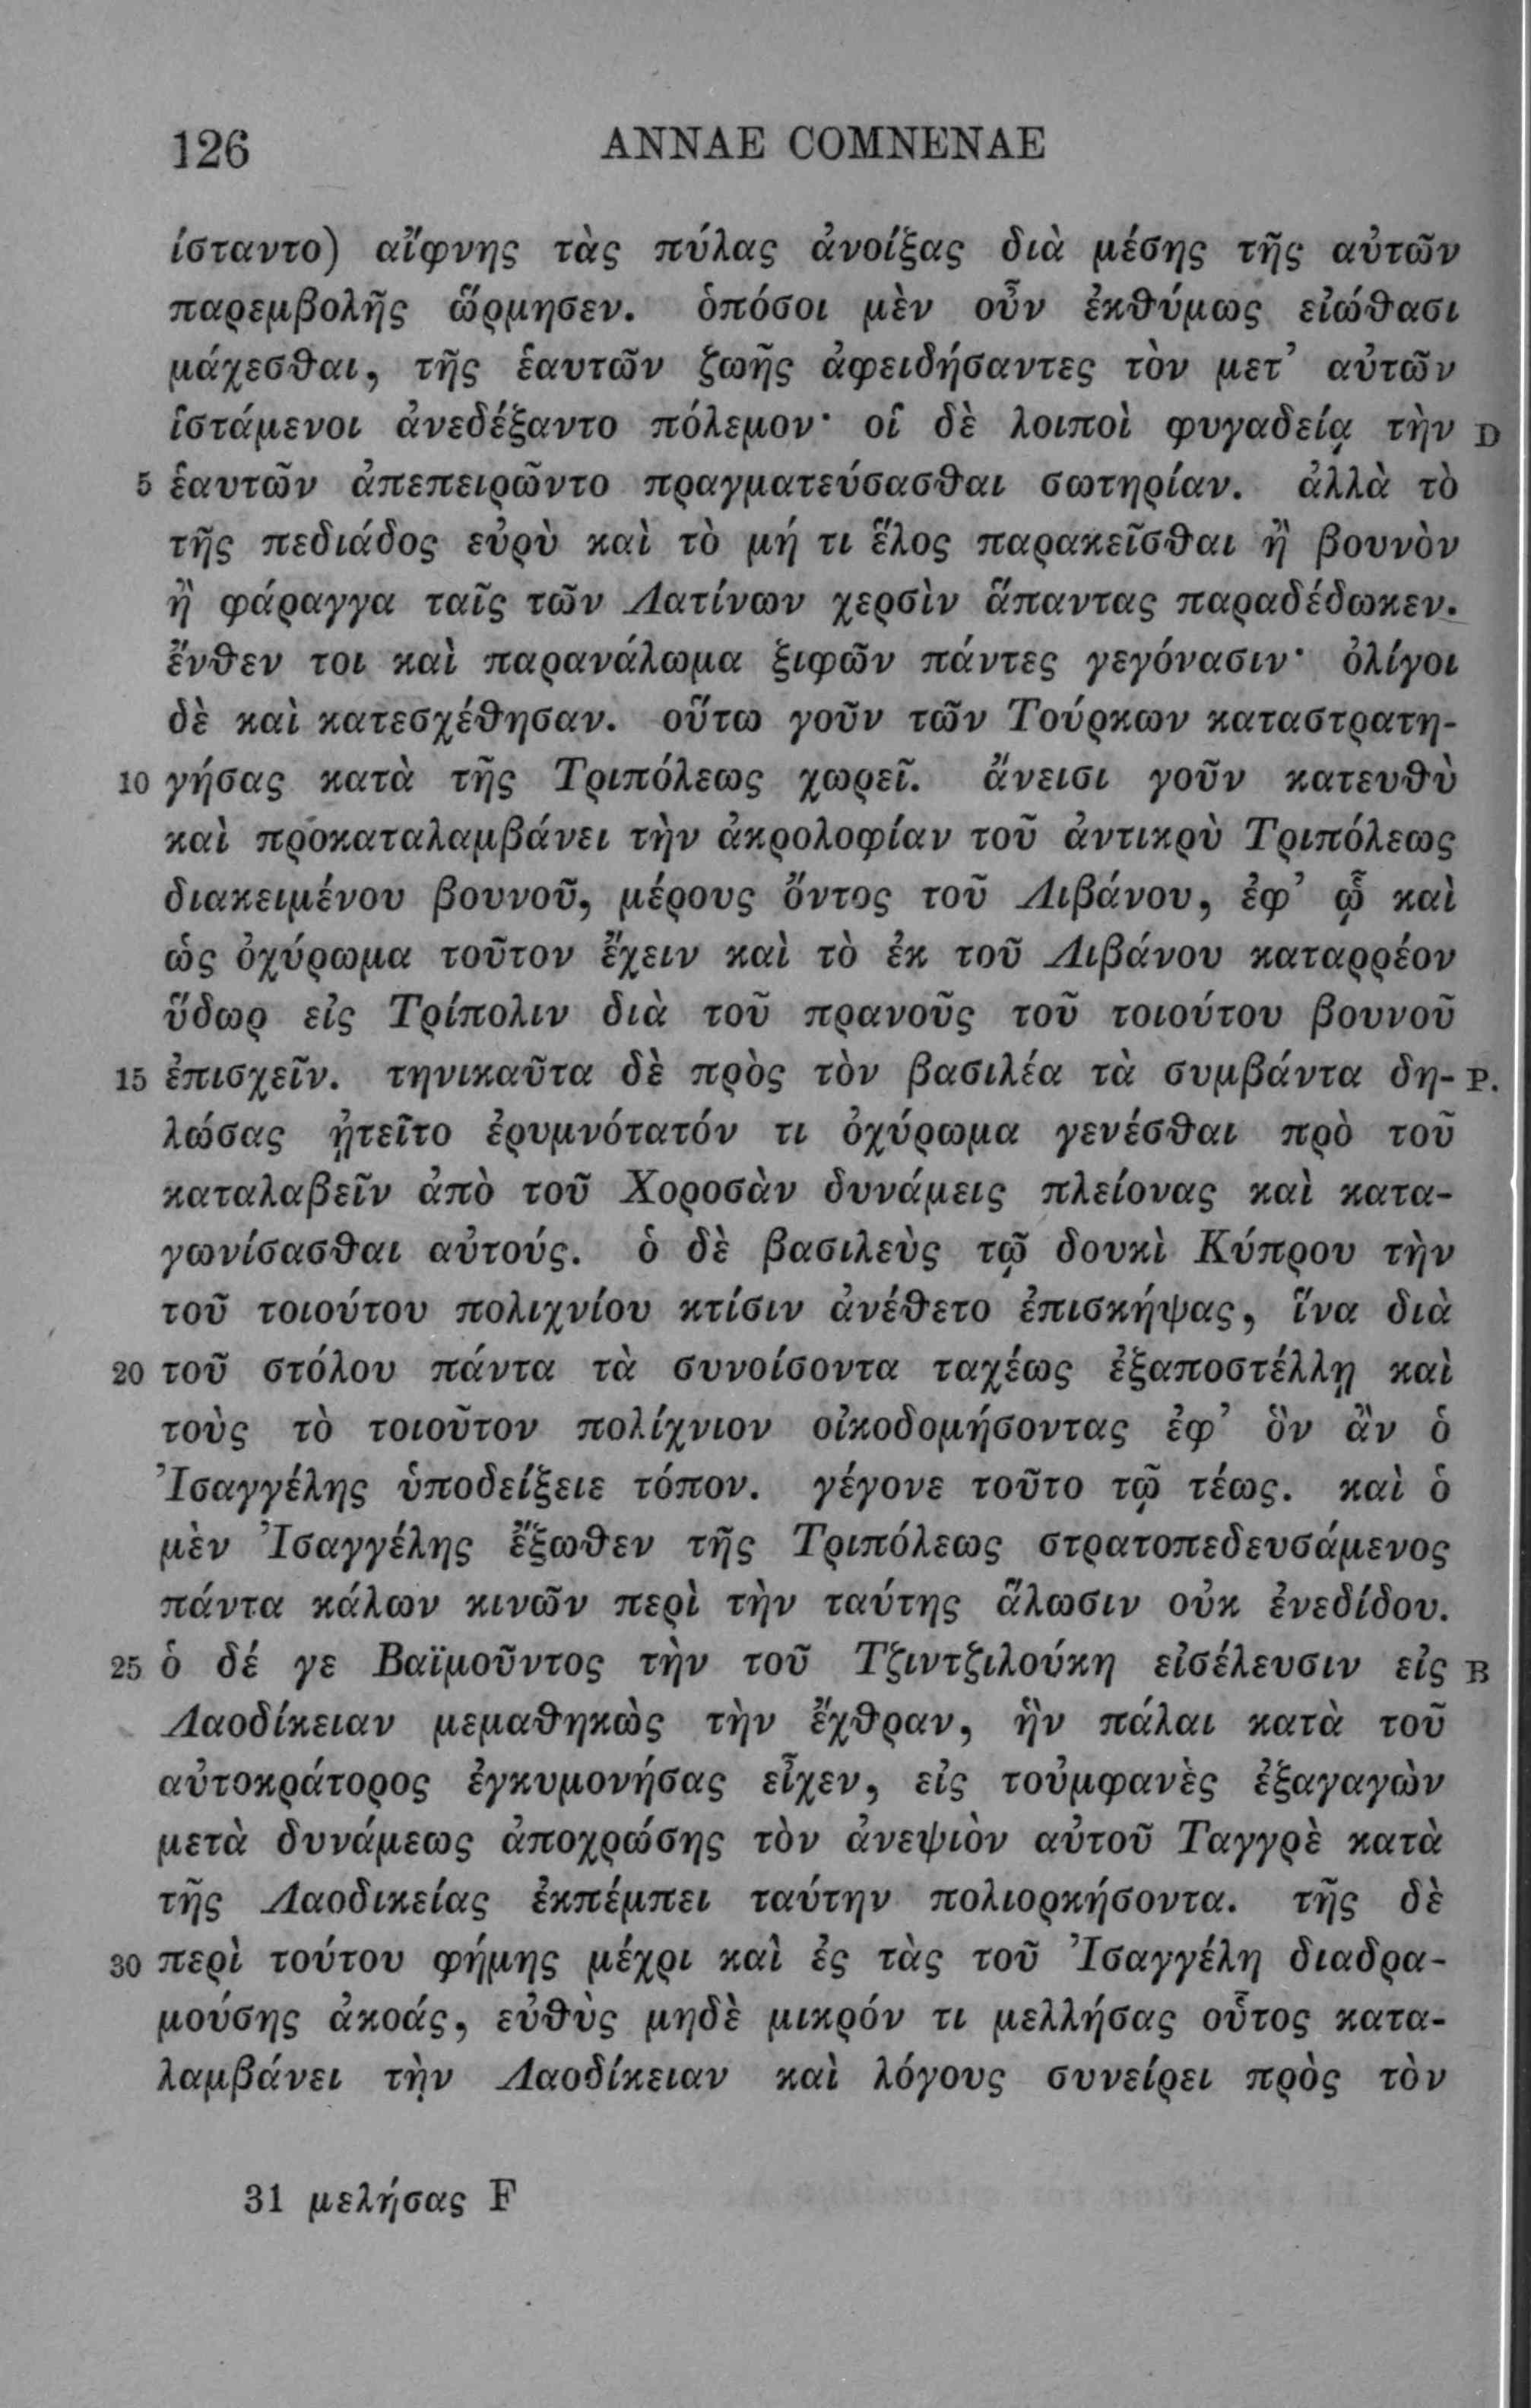 126 ANNAE COMNENAE
ίσταντο) αἴφνης τὰς πύλας ἀνοίξας διὰ μέσης τῆς αὐτῶν
παρεμβολῆς ὥρμησεν. ὁπόσοι μὲν οὖν ἐκθύμως εἰώθασι
μάχεσθαι, τῆς ἑαυτῶν ζωῆς ἀφειδήσαντες τὸν μετ’ αὐτῶν
ἱστάμενοι ἀνεδέξαντο πόλεμον· οἱ δὲ λοιποὶ φυγαδείᾳ τὴν D
5 ἑαυτῶν ἀπεπειρῶντο πραγματεύσασθαι σωτηρίαν. ἀλλὰ τὸ
τῆς πεδιάδος εὐρὺ καὶ τὸ μή τι ἕλος παρακεῖσθαι ἢ βουνὸν
ἢ φάραγγα ταῖς τῶν Λατίνων χερσὶν ἅπαντας παραδέδωκεν.
ἔνθεν τοι καὶ παρανάλωμα ξιφῶν πάντες γεγόνασιν· ὀλίγοι
δὲ καὶ κατεσχέθησαν. οὕτω γοῦν τῶν Τούρκων καταστρατη-
10 γήσας κατὰ τῆς Τριπόλεως χωρεῖ. ἄνεισι γοῦν κατευθὺ
καὶ προκαταλαμβάνει τὴν ἀκρολοφίαν τοῦ ἀντικρὺ Τριπόλεως
διακειμένου βουνοῦ, μέρους ὄντος τοῦ Λιβάνου, ἐφ’ ᾧ καὶ
ὡς ὀχύρωμα τοῦτον ἔχειν καὶ τὸ ἐκ τοῦ Λιβάνου καταρρέον
ὕδωρ εἰς Τρίπολιν διὰ τοῦ πρανοῦς τοῦ τοιούτου βουνοῦ
15 ἐπισχεῖν. τηνικαῦτα δὲ πρὸς τὸν βασιλέα τὰ συμβάντα δη- P.
λώσας ᾐτεῖτο ἐρυμνότατόν τι ὀχύρωμα γενέσθαι πρὸ τοῦ
καταλαβεῖν ἀπὸ τοῦ Χοροσὰν δυνάμεις πλείονας καὶ κατα-
γωνίσασθαι αὐτούς. ὁ δὲ βασιλεὺς τῷ δουκὶ Κύπρου τὴν
τοῦ τοιούτου πολιχνίου κτίσιν ἀνέθετο ἐπισκήψας, ἵνα διὰ
20 τοῦ στόλου πάντα τὰ συνοίσοντα ταχέως ἐξαποστέλλῃ καὶ
τοὺς τὸ τοιοῦτον πολίχνιον οἰκοδομήσοντας ἐφ’ ὃν ἂν ὁ
Ἰσαγγέλης ὑποδείξειε τόπον. γέγονε τοῦτο τῷ τέως. καὶ ὁ
μὲν Ἰσαγγέλης ἔξωθεν τῆς Τριπόλεως στρατοπεδευσάμενος
πάντα κάλων κινῶν περὶ τὴν ταύτης ἅλωσιν οὐκ ἐνεδίδου.
25 ὁ δέ γε Βαϊμοῦντος τὴν τοῦ Τζιντζιλούκη εἰσέλευσιν εἰς B
Λαοδίκειαν μεμαθηκὼς τὴν ἔχθραν, ἣν πάλαι κατὰ τοῦ
αὐτοκράτορος ἐγκυμονήσας εἶχεν, εἰς τοὐμφανὲς ἐξαγαγὼν
μετὰ δυνάμεως ἀποχρώσης τὸν ἀνεψιὸν αὐτοῦ Ταγγρὲ κατὰ
τῆς Λαοδικείας ἐκπέμπει ταύτην πολιορκήσοντα. τῆς δὲ
30 περὶ τούτου φήμης μέχρι καὶ ἐς τὰς τοῦ Ἰσαγγέλη διαδρα-
μούσης ἀκοάς, εὐθὺς μηδὲ μικρόν τι μελλήσας οὗτος κατα-
λαμβάνει τὴν Λαοδίκειαν καὶ λόγους συνείρει πρὸς τὸν
31 μελήσας F